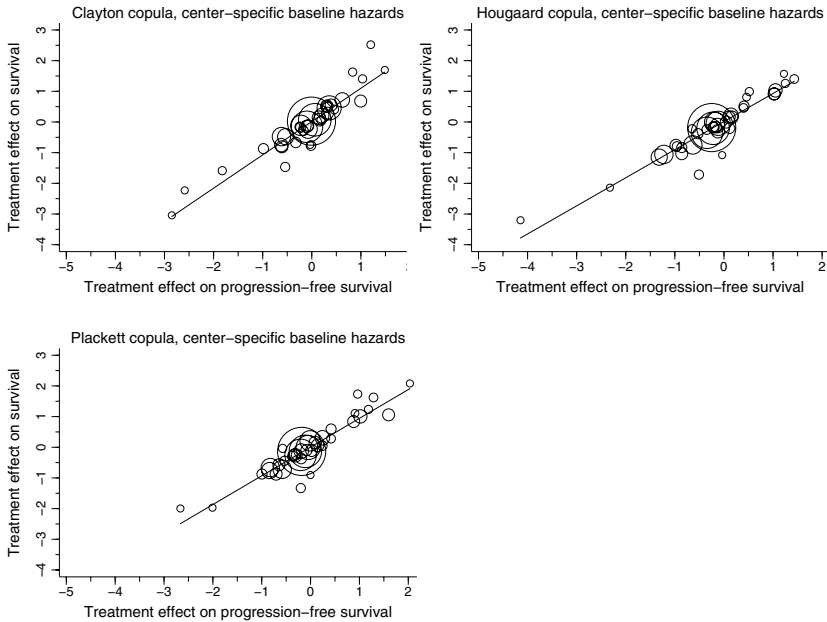 Clayton copula, center−specific baseline hazards
Treatment effect on survival
3
2
1
0
−1
−2
−3
−4
−5 −4 −3 −2 −1 0 1
Treatment effect on progression−free survival
Hougaard copula, center−specific baseline hazards
Treatment effect on survival
3
2
1
0
−1
−2
−3
−4
−5 −4 −3 −2 −1 0 1 2
Treatment effect on progression−free survival
Plackett copula, center−specific baseline hazards
Treatment effect on survival
3
2
1
0
−1
−2
−3
−4
−5 −4 −3 −2 −1 0 1 2
Treatment effect on progression−free survival